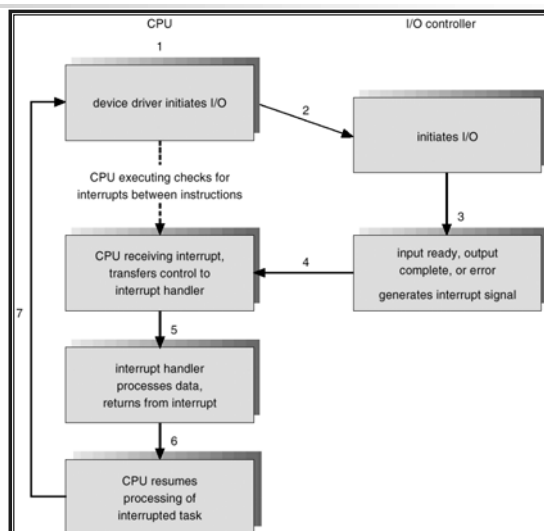 CPU
I/O controller
1
device driver initiates I/O
2
initiates I/O
CPU executing checks for
interrupts between instructions
3
CPU receiving interrupt,
transfers control to
interrupt handler
4
input ready, output
complete, or error
generates interrupt signal
7
5
interrupt handler
processes data,
returns from interrupt
6
CPU resumes
processing of
interrupted task